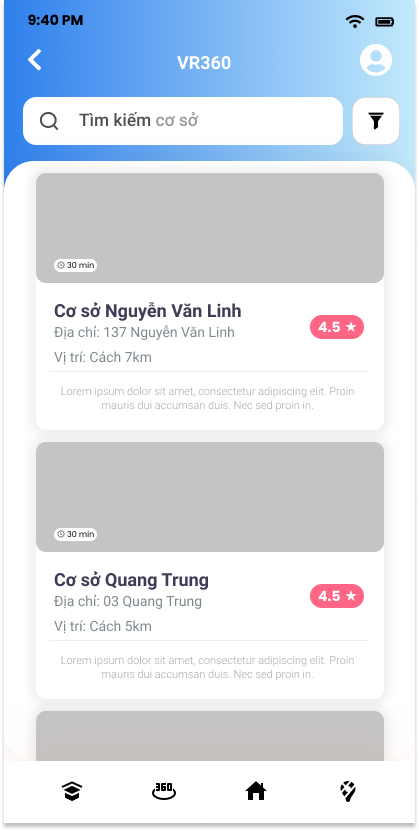 9:40 PM
VR360
Tìm kiếm cơ sở
30 min
Cơ sở Nguyễn Văn Linh
Địa chỉ: 137 Nguyễn Văn Linh
4.5
Vị trí: Cách 7km
Lorem ipsum dolor sit amet, consectetur adipiscing elit. Proin
mauris dui accumsan duis. Nec sed proin in.
30 min
Cơ sở Quang Trung
Địa chỉ: 03 Quang Trung
4.5
Vị trí: Cách 5km
Lorem ipsum dolor sit amet, consectetur adipiscing elit. Proin
mauris dui accumsan duis. Nec sed proin in.
360